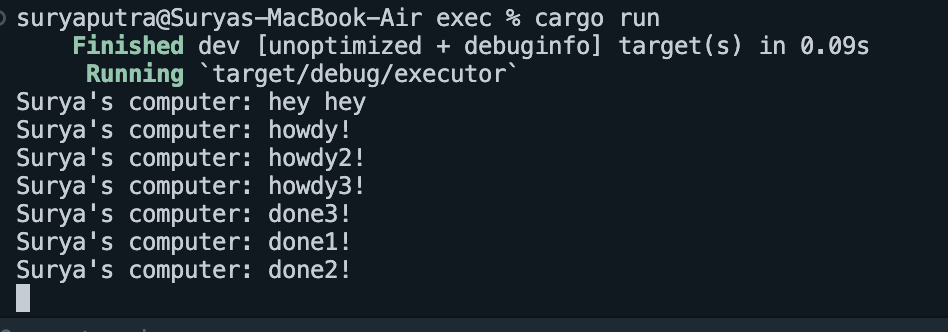 suryaputra@Suryas-MacBook-Air exec % cargo run
Finished dev [unoptimized + debuginfo] target(s) in 0.09s
Running `target/debug/executor`
Surya's computer: hey hey
Surya's computer: howdy!
Surya's computer: howdy2!
Surya's computer: howdy3!
Surya's computer: done3!
Surya's computer: done1!
Surya's computer: done2!